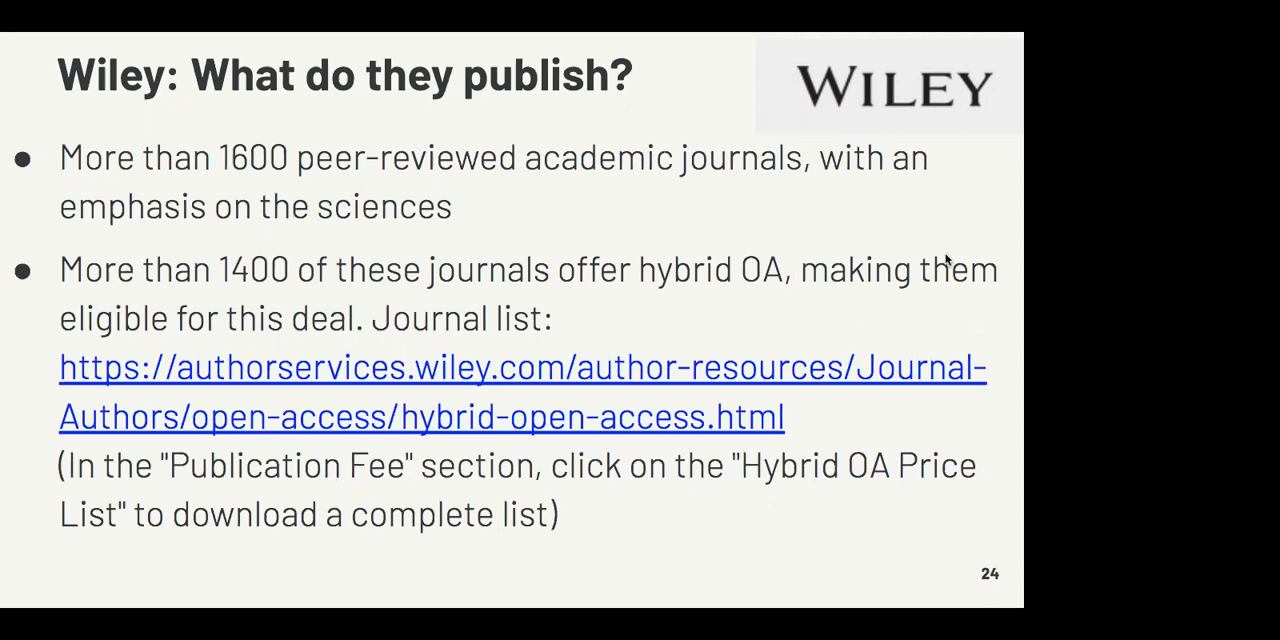 Wiley: What do they publish?
WILEY
● More than 1600 peer-reviewed academic journals, with an
emphasis on the sciences
● More than 1400 of these journals offer hybrid OA, making them
eligible for this deal. Journal list:
https://authorservices.wiley.com/author-resources/Journal-
Authors/open-access/hybrid-open-access.html
(In the "Publication Fee" section, click on the "Hybrid OA Price
List" to download a complete list)
24